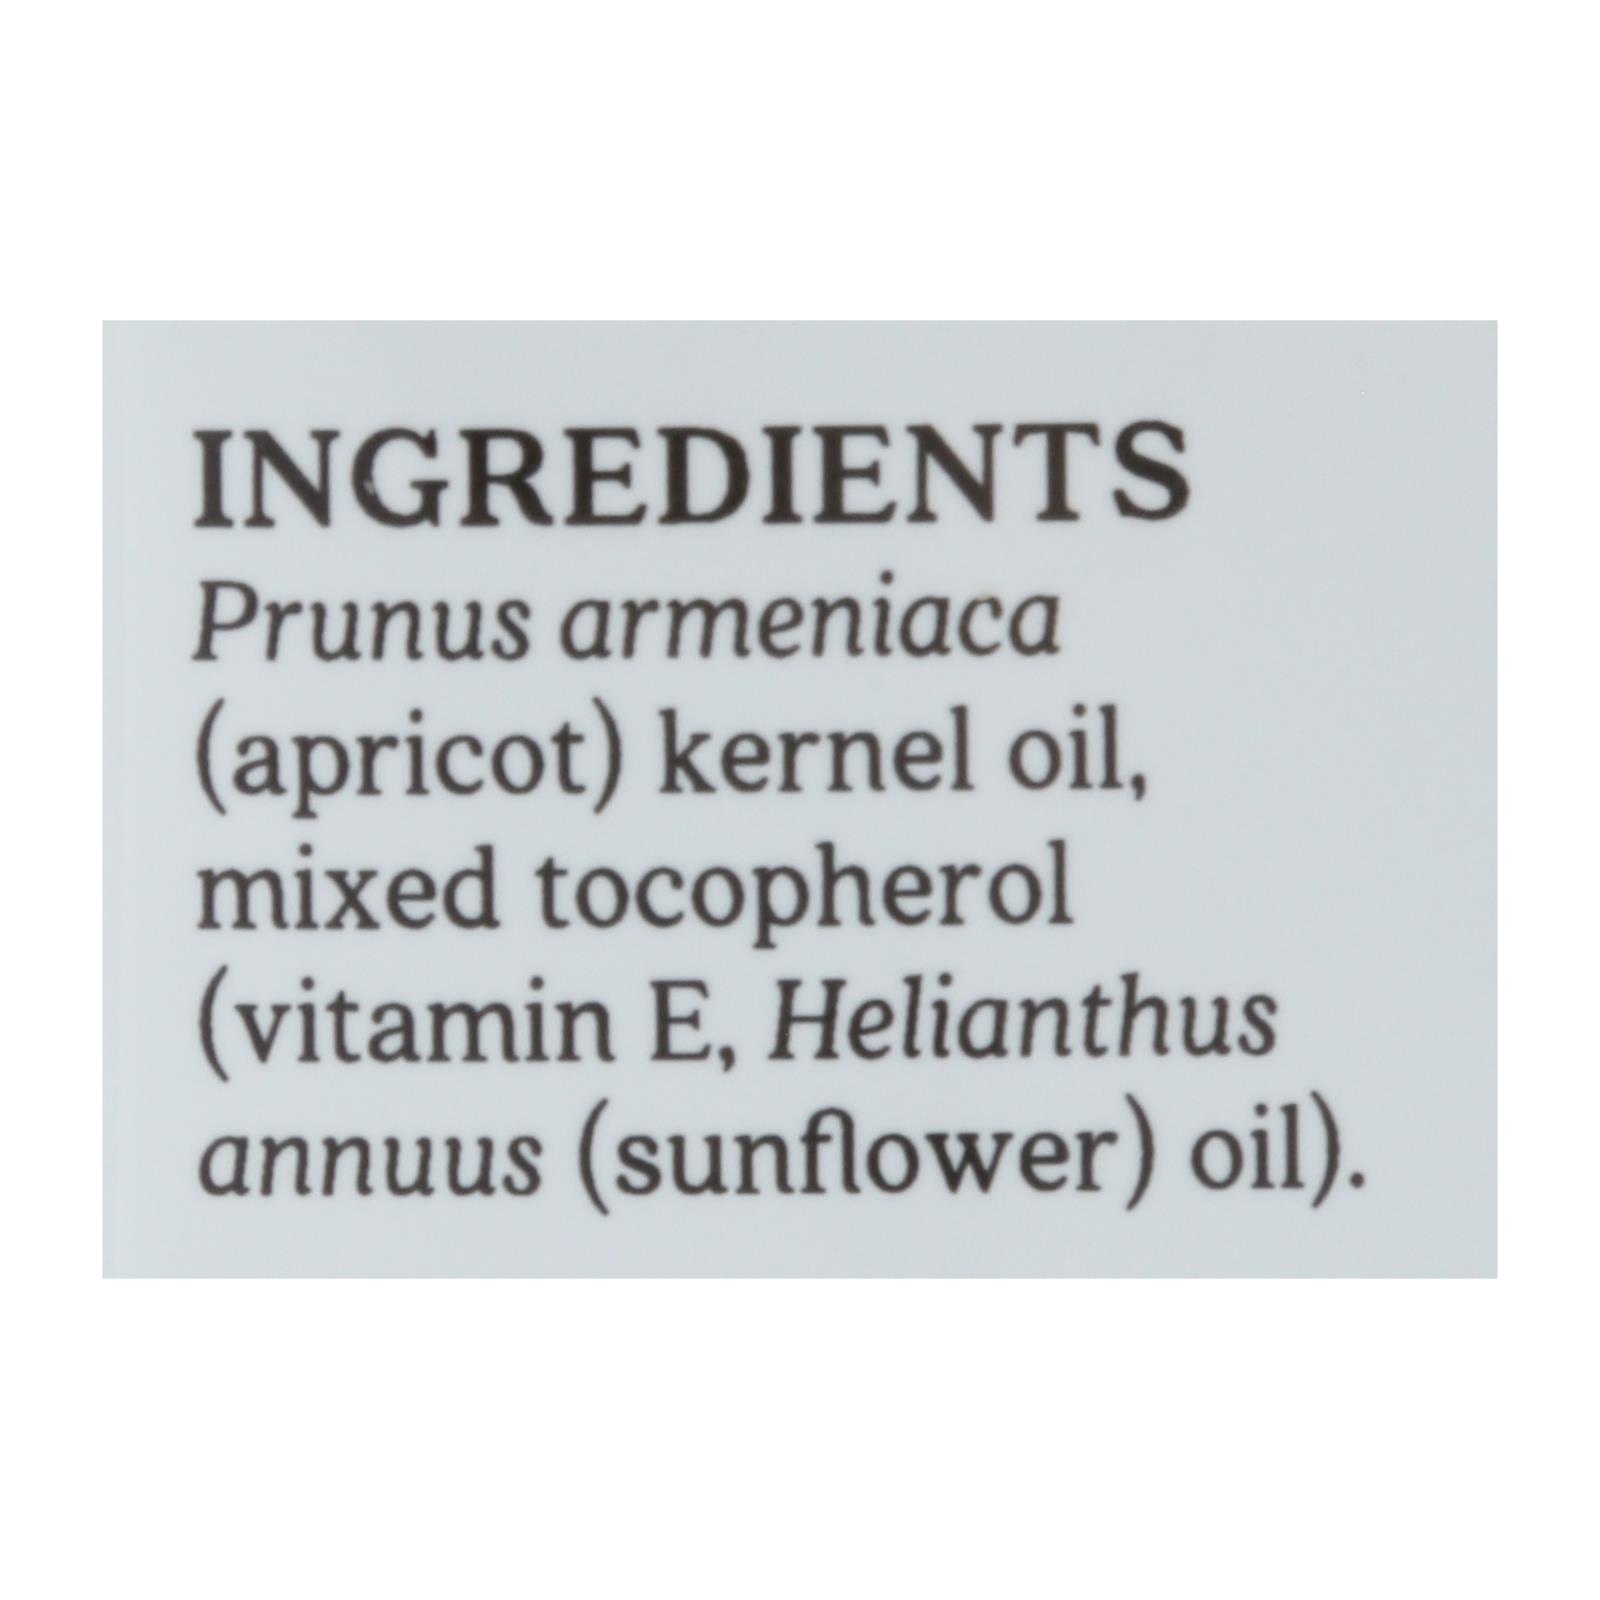 INGREDIENTS
Prunus armeniaca
(apricot) kernel oil,
mixed tocopherol
(vitamin E, Helianthus
annuus (sunflower) oil).